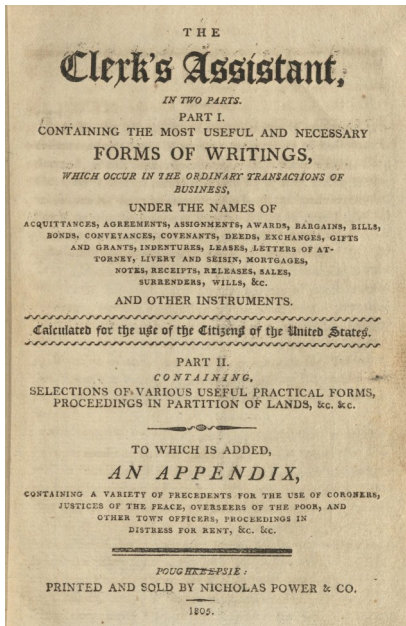 THE
Clerk's Assistant,
IN TWO PARTS.
PART I.
CONTAINING THE MOST USEFUL AND NECESSARY
FORMS OF WRITINGS,
WHICH OCCUR IN THE ORDINARY TRANSACTIONS OF
BUSINESS,
UNDER THE NAMES OF
ACQUITTANCES, AGREEMENTS, ASSIGNMENTS, AWARDS, BARGAINS, BILLS,
BONDS, CONVEYANCES, COVENANTS, DEEDS, EXCHANGES, GIFTS
AND GRANTS, INDENTURES, LEASES, LETTERS OF AT-
TORNEY, LIVERY AND SEISIN, MORTGAGES,
NOTES, RECEIPTS, RELEASES, SALES,
SURRENDERS, WILLS, &c.
AND OTHER INSTRUMENTS.
Calculated for the use of the Citizens of the United States.
PART II.
CONTAINING,
SELECTIONS OF VARIOUS USEFUL PRACTICAL FORMS,
PROCEEDINGS IN PARTITION OF LANDS, &c. &c.
TO WHICH IS ADDED,
AN APPENDIX,
CONTAINING A VARIETY OF PRECEDENTS FOR THE USE OF CORONERS,
JUSTICES OF THE PEACE, OVERSEERS OF THE POOR, AND
OTHER TOWN OFFICERS, PROCEEDINGS IN
DISTRESS FOR RENT, &c. &c.
POUGHKEEPSIE:
PRINTED AND SOLD BY NICHOLAS POWER & CO.
1805.